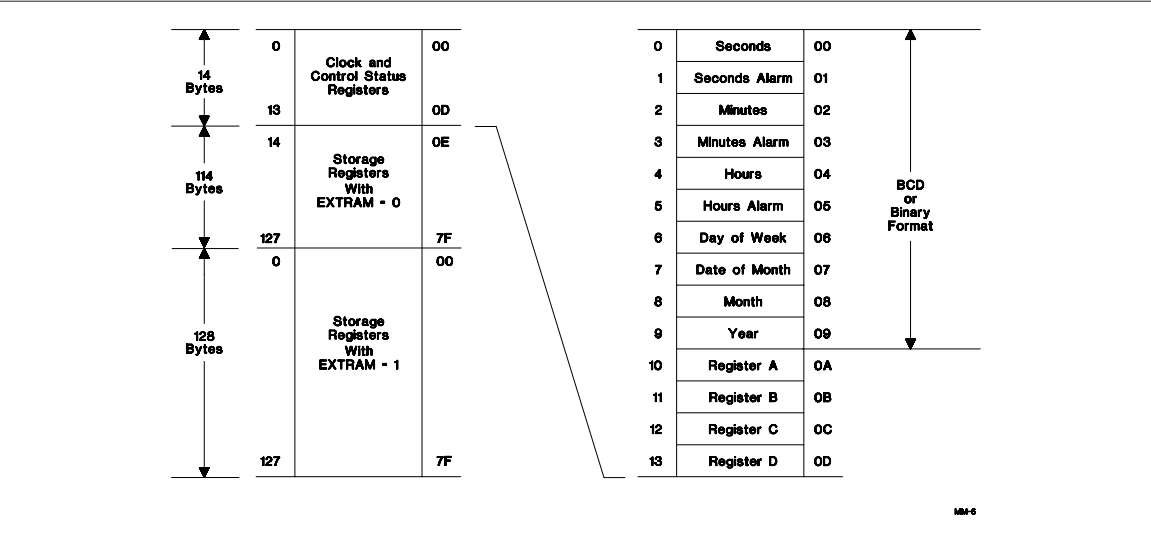 14
Bytes
0
Clock and
Control Status
Registers
00
13
0D
114
Bytes
14
Storage
Registers
With
EXTRAM - 0
0E
127
7F
128
Bytes
0
Storage
Registers
With
EXTRAM - 1
00
127
7F
0 Seconds 00
1 Seconds Alarm 01
2 Minutes 02
3 Minutes Alarm 03
4 Hours 04
5 Hours Alarm 05
6 Day of Week 06
7 Date of Month 07
8 Month 08
9 Year 09
10 Register A 0A
11 Register B 0B
12 Register C 0C
13 Register D 0D
BCD
or
Binary
Format
MM-6